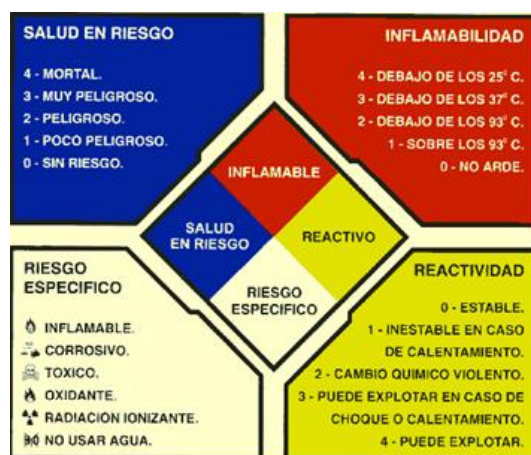 SALUD EN RIESGO
4 - MORTAL.
3 - MUY PELIGROSO.
2 - PELIGROSO.
1 - POCO PELIGROSO.
0 - SIN RIESGO.
INFLAMABILIDAD
4 - DEBAJO DE LOS 25° C.
3 - DEBAJO DE LOS 37° C.
2 - DEBAJO DE LOS 93° C.
1 - SOBRE LOS 93° C.
0 - NO ARDE.
INFLAMABLE
SALUD
EN RIESGO
REACTIVO
RIESGO
ESPECIFICO
RIESGO
ESPECIFICO
INFLAMABLE.
CORROSIVO.
TOXICO.
OXIDANTE.
RADIACION IONIZANTE.
NO USAR AGUA.
REACTIVIDAD
0 - ESTABLE.
1 - INESTABLE EN CASO
DE CALENTAMIENTO.
2 - CAMBIO QUIMICO VIOLENTO.
3 - PUEDE EXPLOTAR EN CASO DE
CHOQUE O CALENTAMIENTO.
4 - PUEDE EXPLOTAR.